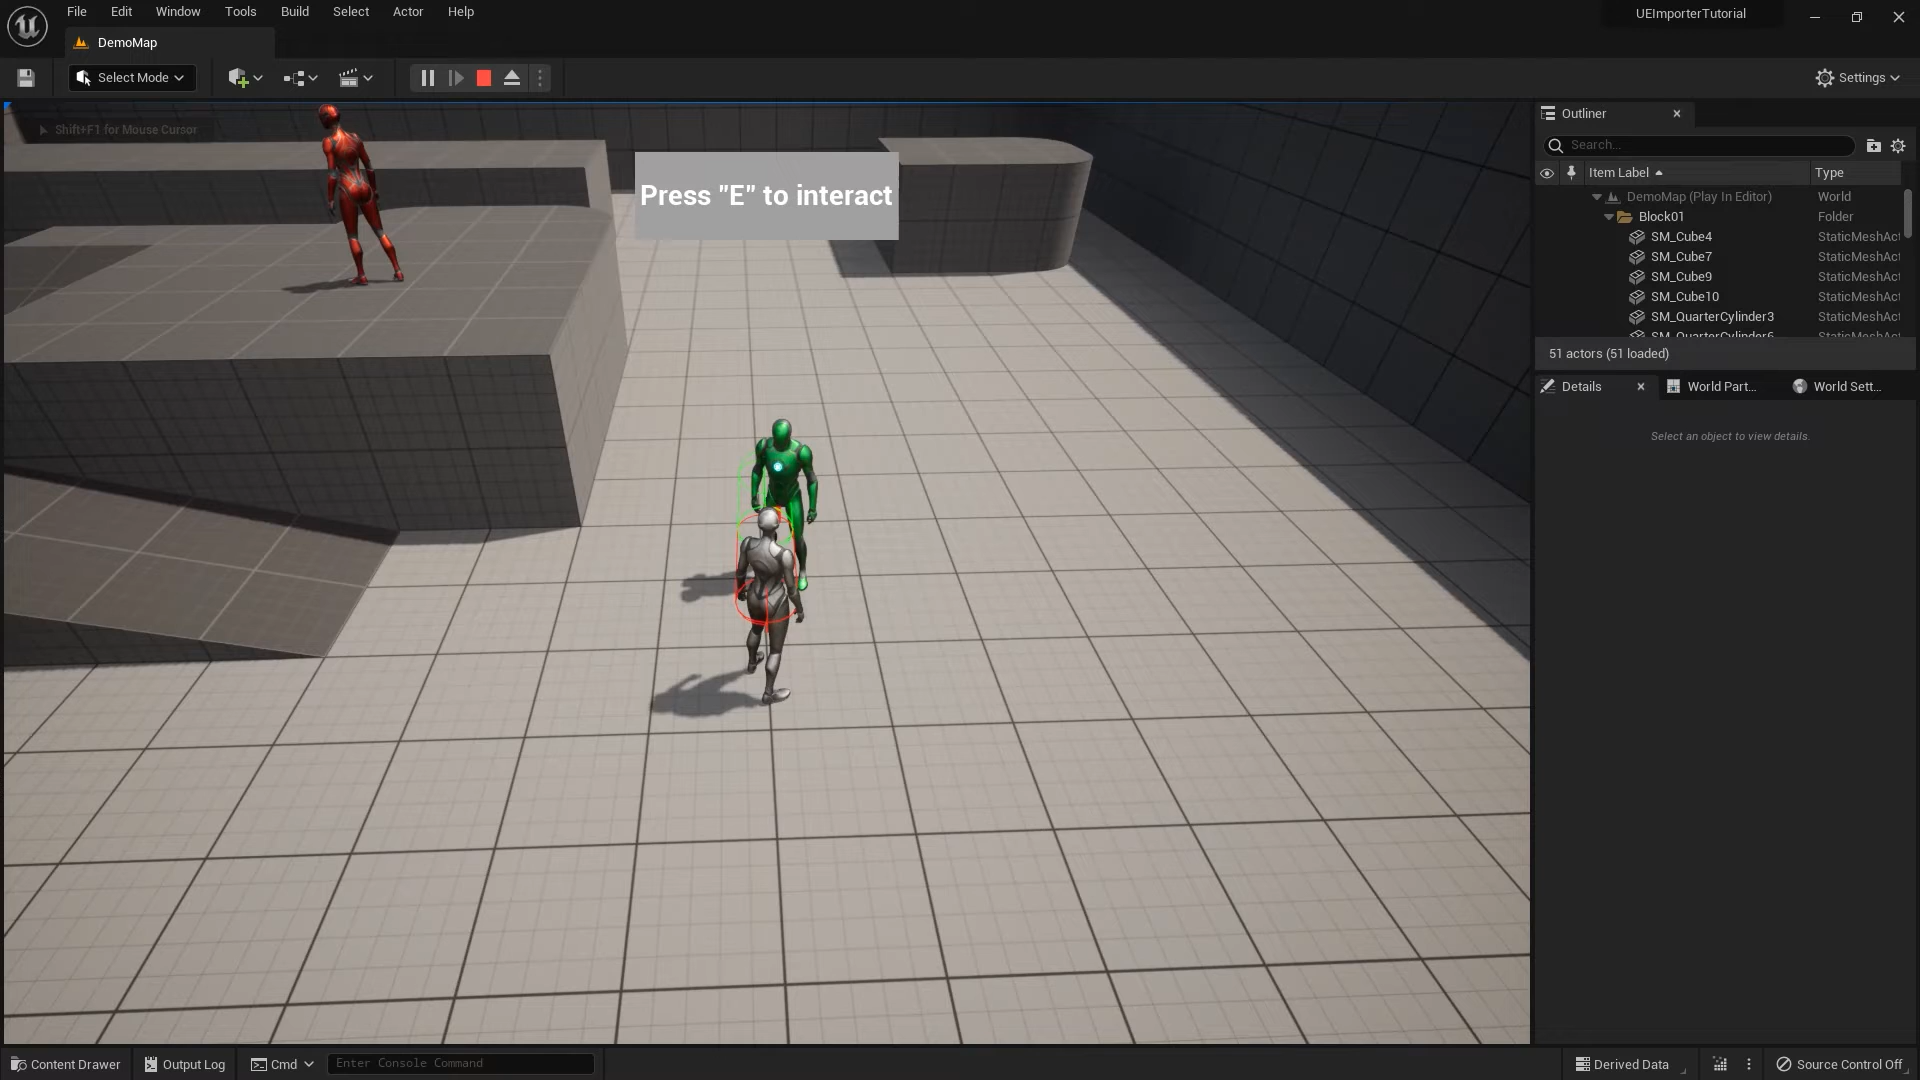 File Edit Window Tools Build Select Actor Help
UEImporterTutorial
DemoMap
Select Mode
Settings
Shift+F1 for Mouse Cursor
Press "E" to interact
Outliner
Search...
Item Label Type
DemoMap (Play In Editor) World
Block01 Folder
SM_Cube4 StaticMeshAct
SM_Cube7 StaticMeshAct
SM_Cube9 StaticMeshAct
SM_Cube10 StaticMeshAct
SM_QuarterCylinder3 StaticMeshAct
SM_QuarterCylinder6 StaticMeshAct
51 actors (51 loaded)
Details World Part... World Sett...
Select an object to view details.
Content Drawer Output Log Cmd Enter Console Command
Derived Data Source Control Off